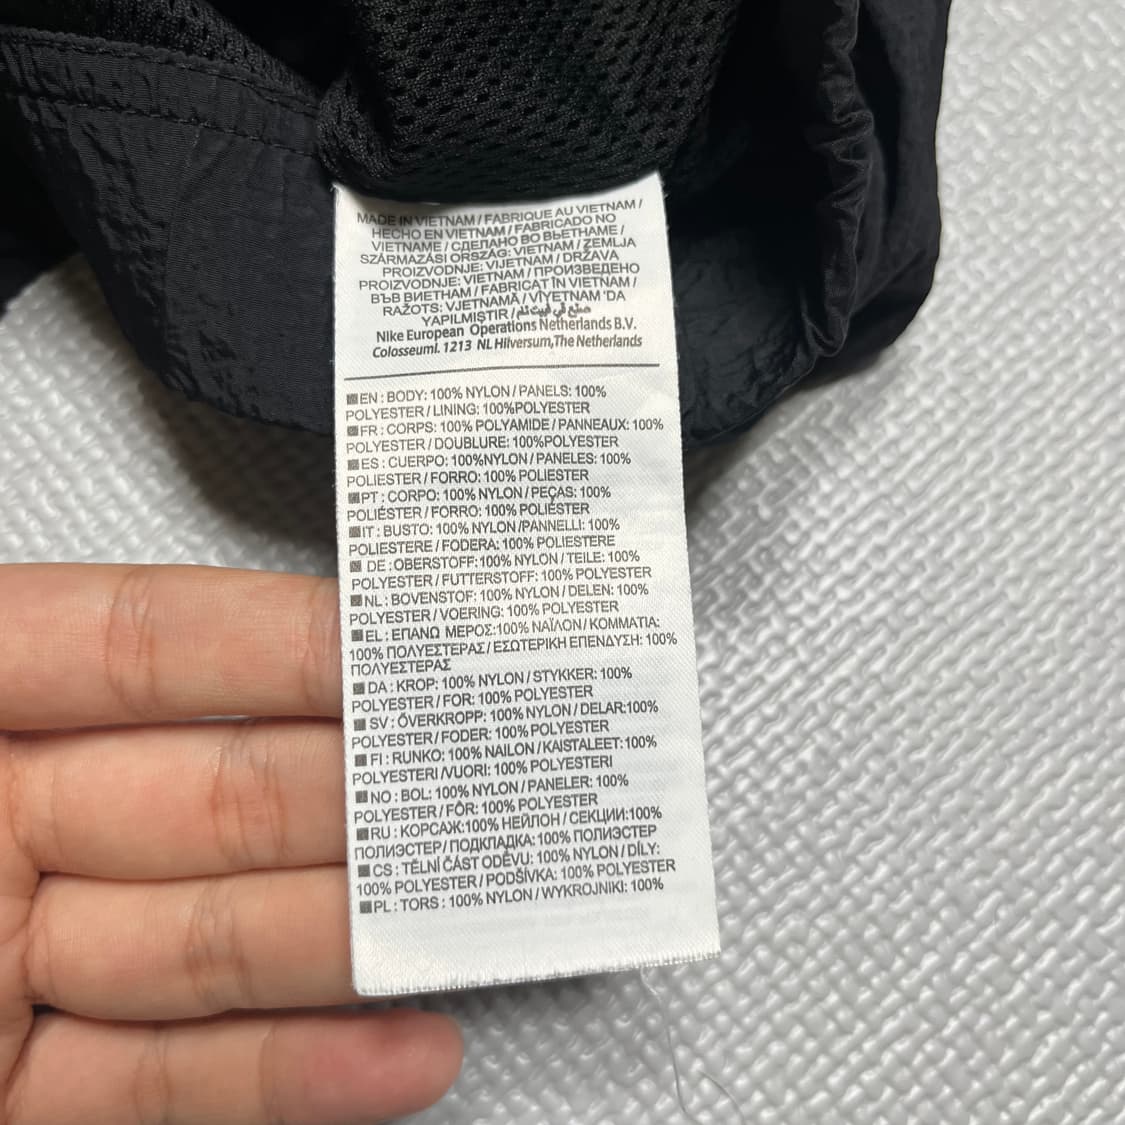 MADE IN VIETNAM / FABRIQUE AU VIETNAM /
HECHO EN VIETNAM / FABRICADO NO
VIETNAME / СДЕЛАНО ВО ВЬЕТНАМЕ /
SZÁRMAZÁSI ORSZÁG: VIETNAM / ZEMLJA
PROIZVODNJE: VIJETNAM / DRŽAVA
PROIZVODNJE: VIETNAM / ПРОИЗВЕДЕНО
ВЪВ ВИЕТНАМ / FABRICAT ÎN VIETNAM /
RAŽOTS: VJETNAMĀ / VİYETNAM 'DA
YAPILMIŞTIR / صنع في فييت نام
Nike European Operations Netherlands B.V.
Colosseuml. 1213 NL Hilversum,The Netherlands
EN : BODY: 100% NYLON / PANELS: 100%
POLYESTER / LINING: 100%POLYESTER
FR : CORPS: 100% POLYAMIDE / PANNEAUX: 100%
POLYESTER / DOUBLURE: 100%POLYESTER
ES : CUERPO: 100%NYLON / PANELES: 100%
POLIESTER / FORRO: 100% POLIESTER
PT : CORPO: 100% NYLON / PEÇAS: 100%
POLIÉSTER / FORRO: 100% POLIÉSTER
IT : BUSTO: 100% NYLON /PANNELLI: 100%
POLIESTERE / FODERA: 100% POLIESTERE
DE :OBERSTOFF:100% NYLON / TEILE: 100%
POLYESTER / FUTTERSTOFF: 100% POLYESTER
NL : BOVENSTOF: 100% NYLON / DELEN: 100%
POLYESTER / VOERING: 100% POLYESTER
EL : ΕΠΑΝΩ ΜΕΡΟΣ:100% ΝΑΪΛΟΝ / ΚΟΜΜΑΤΙΑ:
100% ΠΟΛΥΕΣΤΕΡΑΣ / ΕΣΩΤΕΡΙΚΗ ΕΠΕΝΔΥΣΗ: 100%
ΠΟΛΥΕΣΤΕΡΑΣ
DA : KROP: 100% NYLON / STYKKER: 100%
POLYESTER / FOR: 100% POLYESTER
SV : ÖVERKROPP: 100% NYLON / DELAR:100%
POLYESTER / FODER: 100% POLYESTER
FI : RUNKO: 100% NAILON / KAISTALEET:100%
POLYESTERI /VUORI: 100% POLYESTERI
NO : BOL: 100% NYLON / PANELER: 100%
POLYESTER / FÔR: 100% POLYESTER
RU : КОРСАЖ:100% НЕЙЛОН / СЕКЦИИ:100%
ПОЛИЭСТЕР / ПОДКЛАДКА: 100% ПОЛИЭСТЕР
CS : TĚLNÍ ČÁST ODĚVU: 100% NYLON / DÍLY:
100% POLYESTER / PODŠÍVKA: 100% POLYESTER
PL : TORS : 100% NYLON / WYKROJNIKI: 100%